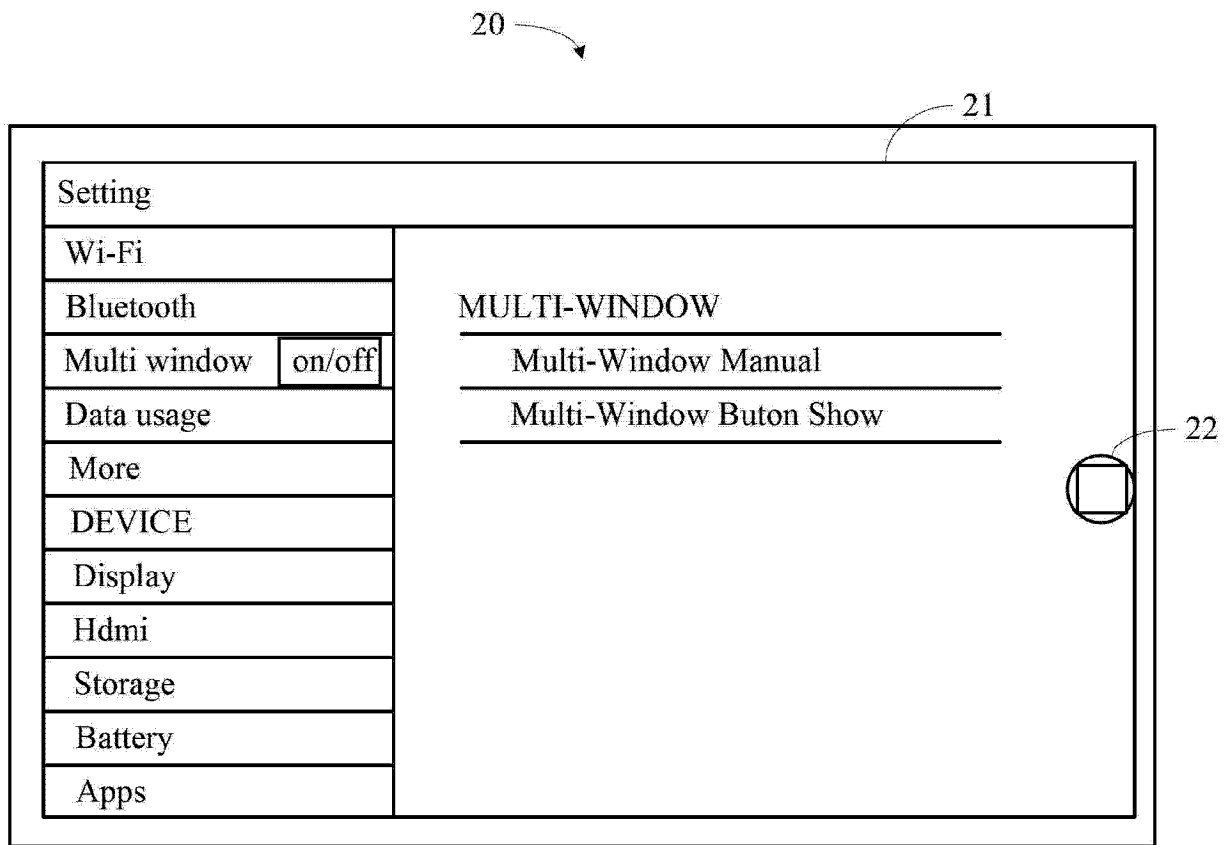 20
21
Setting
Wi-Fi
Bluetooth
Multi window on/off
Data usage
More
DEVICE
Display
Hdmi
Storage
Battery
Apps
MULTI-WINDOW
Multi-Window Manual
Multi-Window Buton Show
22